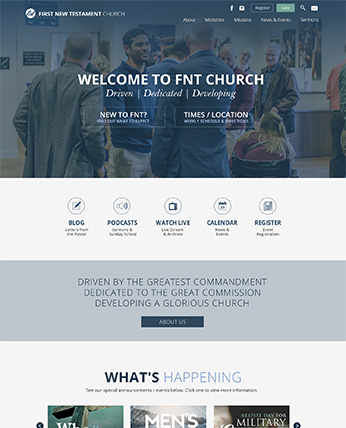 FIRST NEW TESTAMENT CHURCH
Register
Give
About Ministries Missions News & Events Sermons
WELCOME TO FNT CHURCH
Driven | Dedicated | Developing
NEW TO FNT?
FIND OUT WHAT TO EXPECT
TIMES / LOCATION
WEEKLY SCHEDULE & DIRECTIONS
BLOG
Letters from
the Pastor
PODCASTS
Sermons &
Sunday School
WATCH LIVE
Live Stream
& Archives
CALENDAR
News &
Events
REGISTER
Event
Registration
DRIVEN BY THE GREATEST COMMANDMENT
DEDICATED TO THE GREAT COMMISSION
DEVELOPING A GLORIOUS CHURCH
ABOUT US
WHAT'S HAPPENING
See our special announcements / events below. Click one to view more information.
MEN'S
RESPITE DAY FOR
MILITARY